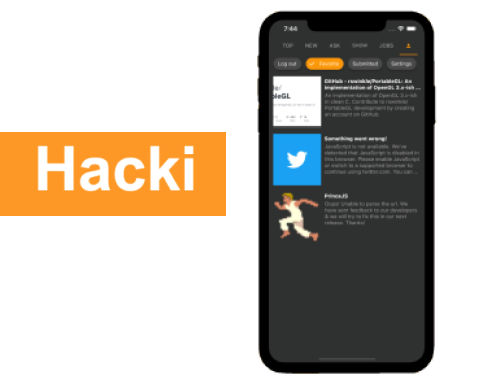 Hacki
7:44
TOP NEW ASK SHOW JOBS
Log out Favorite Submitted Settings
GitHub - rswinkle/PortableGL: An
implementation of OpenGL 3.x-ish ...
An implementation of OpenGL 3.x-ish
in clean C. Contribute to rswinkle/
PortableGL development by creating
an account on GitHub.
Something went wrong!
JavaScript is not available. We've
detected that JavaScript is disabled in
this browser. Please enable JavaScript
or switch to a supported browser to
continue using twitter.com. You can ...
PrinceJS
Oops! Unable to parse the url. We
have sent feedback to our developers
& we will try to fix this in our next
release. Thanks!